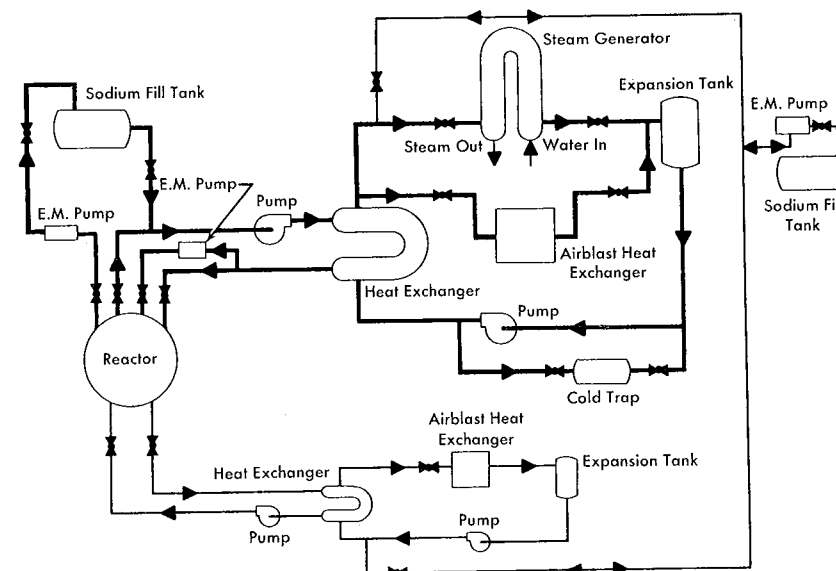 Steam Generator
Sodium Fill Tank
Expansion Tank
E.M. Pump
Steam Out
Water In
E.M. Pump
E.M. Pump
Pump
Sodium Fi
Tank
Airblast Heat
Exchanger
Heat Exchanger
Pump
Reactor
Cold Trap
Airblast Heat
Exchanger
Heat Exchanger
Expansion Tank
Pump
Pump